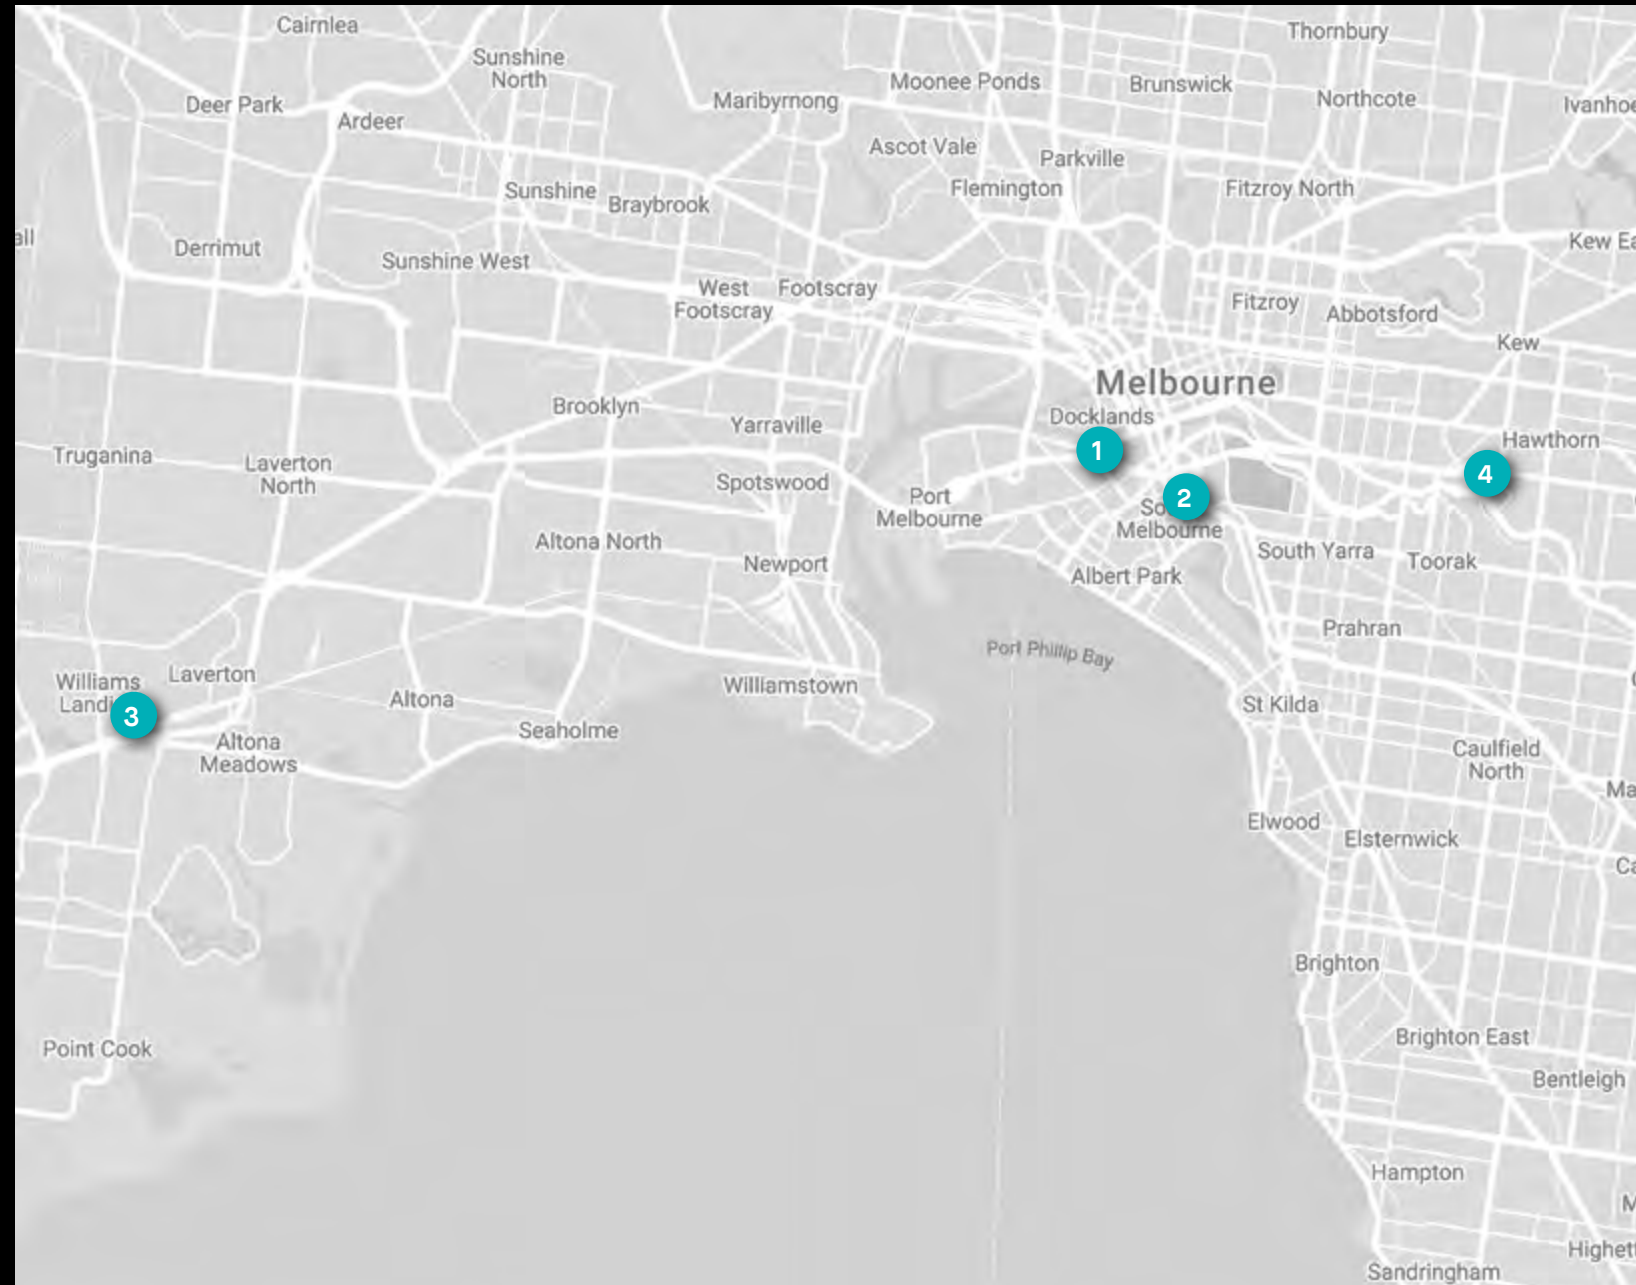 Cairnlea
Thornbury
Sunshine
North
Moonee Ponds
Brunswick
Maribyrnong
Northcote
Deer Park
Ardeer
Ascot Vale
Parkville
Flemington
Fitzroy North
Sunshine
Braybrook
Derrimut
Sunshine West
West
Footscray
Footscray
Fitzroy
Abbotsford
Kew
Melbourne
Docklands
Brooklyn
Yarraville
Hawthorn
1
Truganina
Laverton
North
Spotswood
4
Port
Melbourne
2
Melbourne
Altona North
Newport
South Yarra
Toorak
Albert Park
Prahran
Port Phillip Bay
Williams
Laverton
Williamstown
Altona
3
St Kilda
Seaholme
Altona
Meadows
Caulfield
North
Elwood
Elsternwick
Brighton
Brighton East
Point Cook
Bentleigh
Hampton
Sandringham